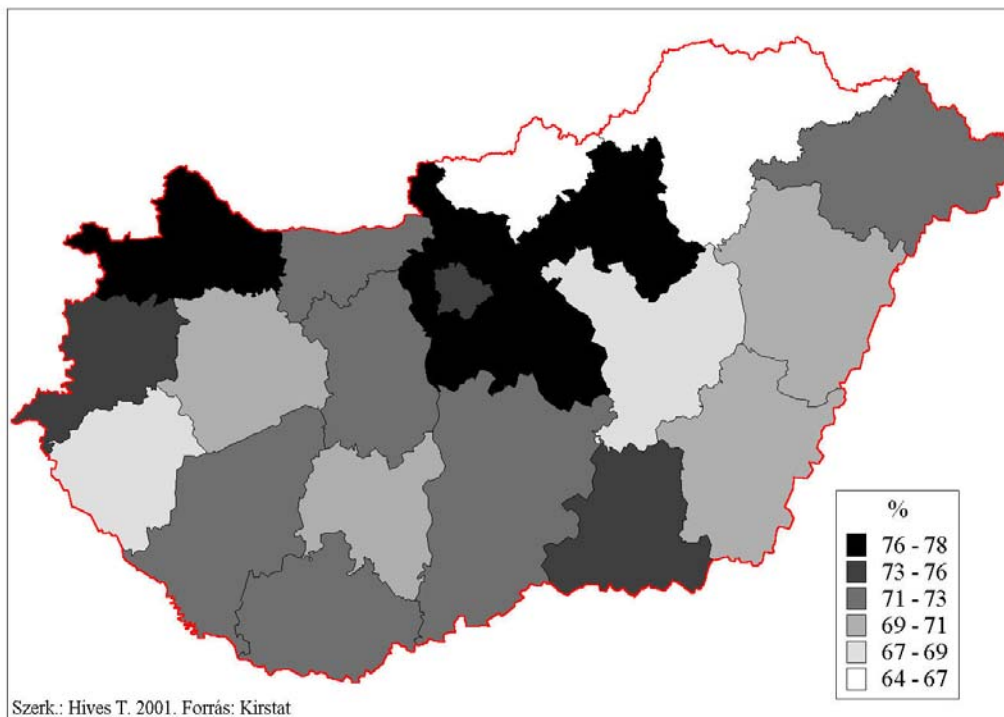 %
76 - 78
73 - 76
71 - 73
69 - 71
67 - 69
64 - 67
Szerk.: Hives T. 2001. Forrás: Kirstat